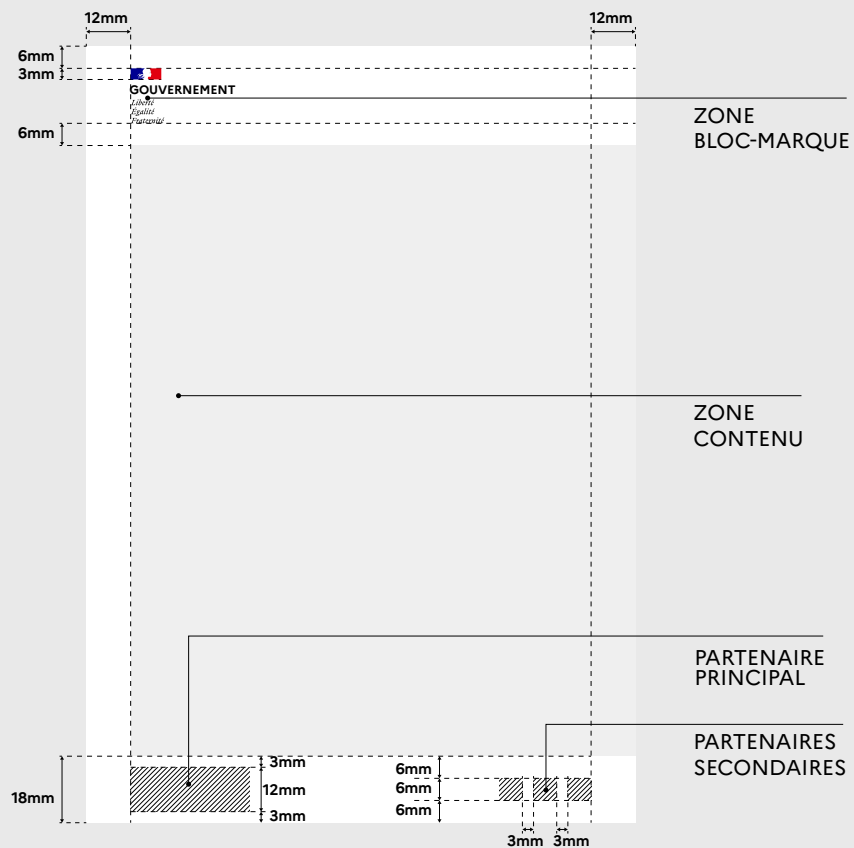 12mm
12mm
6mm
3mm
GOUVERNEMENT
Liberté
Égalité
Fraternité
6mm
ZONE
BLOC-MARQUE
ZONE
CONTENU
PARTENAIRE
PRINCIPAL
PARTENAIRES
SECONDAIRES
18mm
3mm
12mm
3mm
6mm
6mm
6mm
3mm
3mm